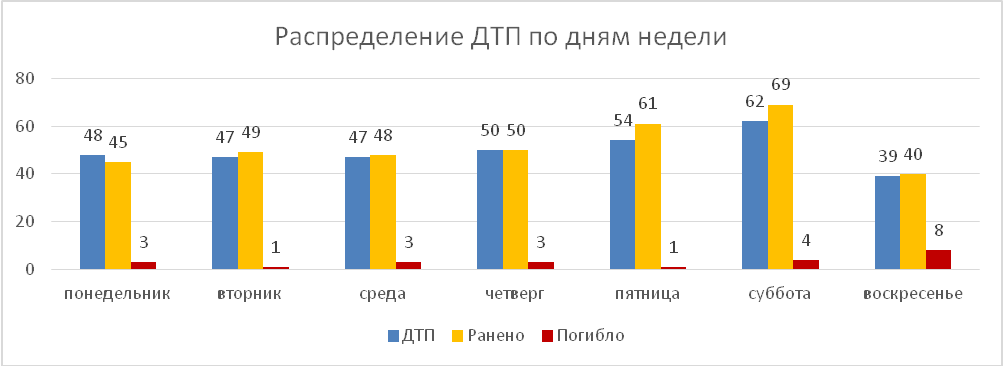 Распределение ДТП по дням недели
80
60
40
20
0
48 45 3
47 49 1
47 48 3
50 50 3
54 61 1
62 69 4
39 40 8
понедельник вторник среда четверг пятница суббота воскресенье
ДТП Ранено Погибло